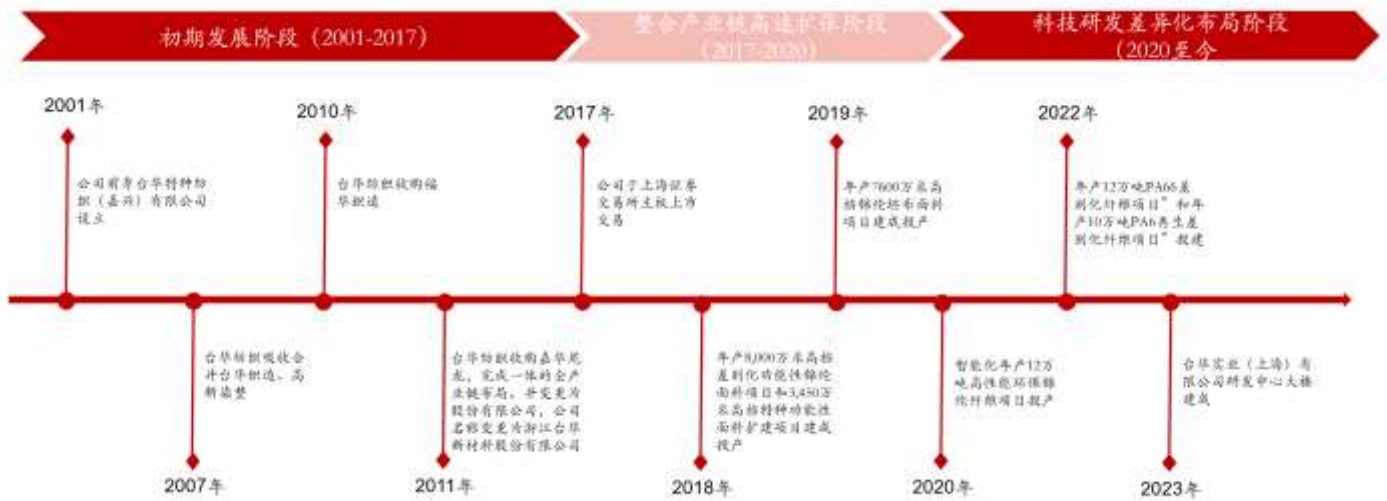 初期发展阶段（2001-2017）
整合产业链高速扩张阶段
（2017-2020）
科技研发差异化布局阶段
（2020至今
2001年
公司前身台华特种纺
织（嘉兴）有限公司
设立
2007年
台华纺织吸收合
并台华织造、高
新染整
2010年
台华纺织收购福
华织造
2011年
台华纺织收购嘉华尼
龙，完成一体的全产
业链布局，并变更为
股份有限公司，公司
名称变更为浙江台华
新材料股份有限公司
2017年
公司于上海证券
交易所主板上市
交易
2018年
年产8,000万米高档
差别化功能性锦纶
面料项目和3,450万
米高档特种功能性
面料扩建项目建成
投产
2019年
年产7600万米高
档锦纶坯布面料
项目建成投产
2020年
智能化年产12万
吨高性能环保锦
纶纤维项目投产
2022年
年产12万吨PA66差
别化纤维项目”和年
产10万吨PA6再生差
别化纤维项目”投建
2023年
台华实业（上海）有
限公司研发中心大楼
建成